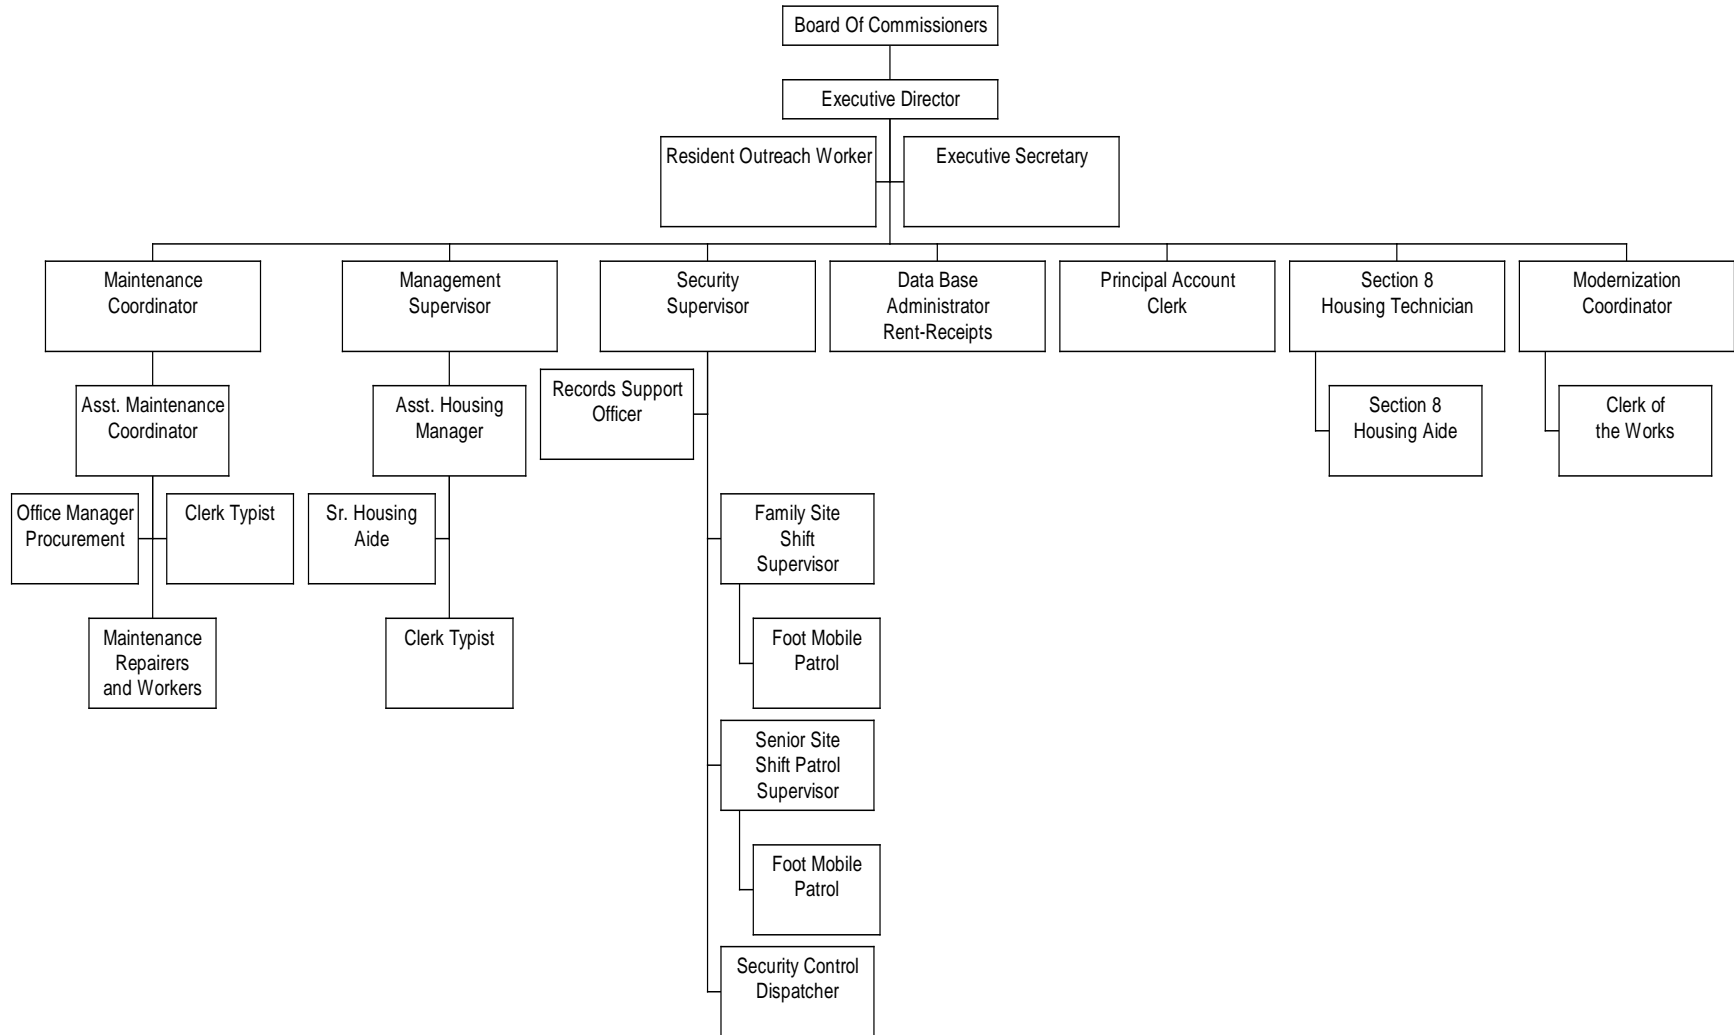 Board Of Commissioners
Executive Director
Resident Outreach Worker
Executive Secretary
Maintenance
Coordinator
Management
Supervisor
Security
Supervisor
Data Base
Administrator
Rent-Receipts
Principal Account
Clerk
Section 8
Housing Technician
Modernization
Coordinator
Asst. Maintenance
Coordinator
Asst. Housing
Manager
Records Support
Officer
Section 8
Housing Aide
Clerk of
the Works
Office Manager
Procurement
Clerk Typist
Sr. Housing
Aide
Family Site
Shift
Supervisor
Maintenance
Repairers
and Workers
Clerk Typist
Foot Mobile
Patrol
Senior Site
Shift Patrol
Supervisor
Foot Mobile
Patrol
Security Control
Dispatcher